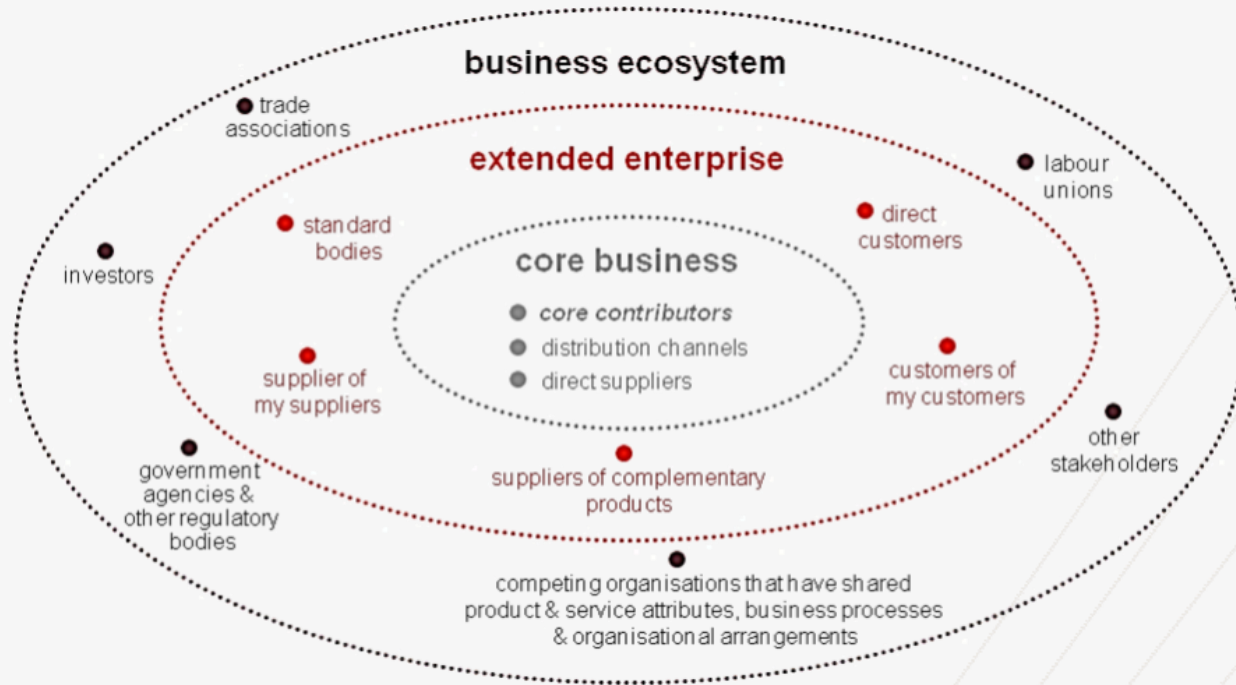 business ecosystem
trade
associations
extended enterprise
labour
unions
standard
bodies
direct
customers
investors
core business
core contributors
distribution channels
direct suppliers
supplier of
my suppliers
customers of
my customers
government
agencies &
other regulatory
bodies
suppliers of complementary
products
other
stakeholders
competing organisations that have shared
product & service attributes, business processes
& organisational arrangements